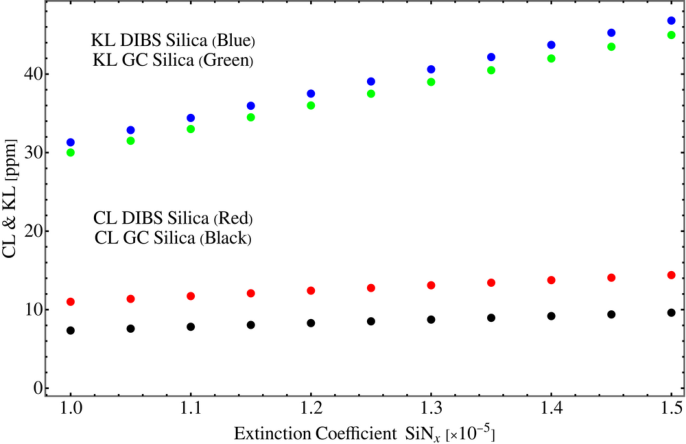 KL DIBS Silica (Blue)
KL GC Silica (Green)
CL DIBS Silica (Red)
CL GC Silica (Black)
CL & KL [ppm]
40
30
20
10
0
1.0 1.1 1.2 1.3 1.4 1.5
Extinction Coefficient SiNₓ [×10⁻⁵]